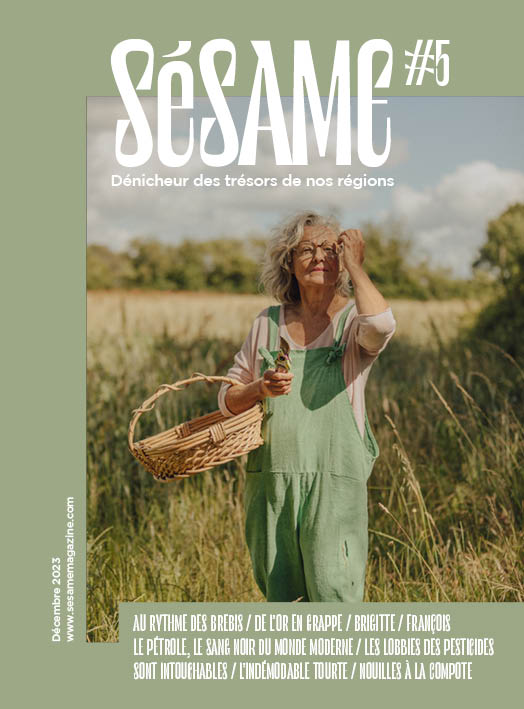 SéSAME #5
Dénicheur des trésors de nos régions
Décembre 2023
www.sesamemagazine.com
AU RYTHME DES BREBIS / DE L'OR EN GRAPPE / BRIGITTE / FRANÇOIS
LE PÉTROLE, LE SANG NOIR DU MONDE MODERNE / LES LOBBIES DES PESTICIDES
SONT INTOUCHABLES / L'INDÉMODABLE TOURTE / NOUILLES À LA COMPOTE